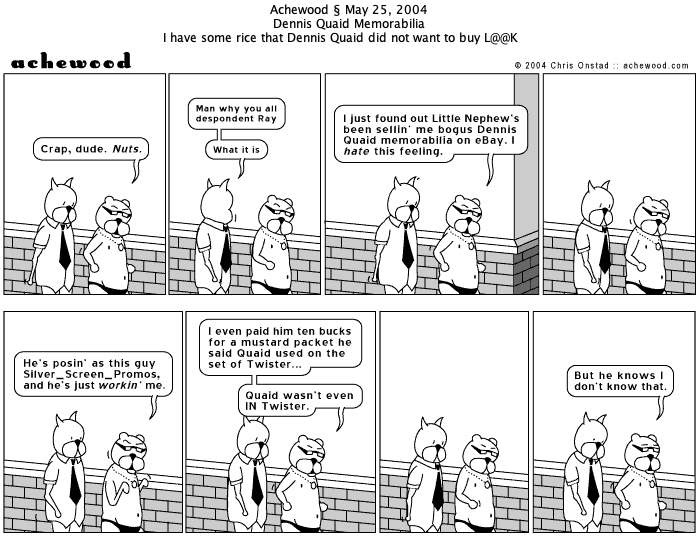 Achewood § May 25, 2004
Dennis Quaid Memorabilia
I have some rice that Dennis Quaid did not want to buy L@@K
achewood
© 2004 Chris Onstad :: achewood.com
Crap, dude. Nuts.
Man why you all
despondent Ray
What it is
I just found out Little Nephew's
been sellin' me bogus Dennis
Quaid memorabilia on eBay. I
hate this feeling.
He's posin' as this guy
Silver_Screen_Promos,
and he's just workin' me.
I even paid him ten bucks
for a mustard packet he
said Quaid used on the
set of Twister...
Quaid wasn't even
IN Twister.
But he knows I
don't know that.